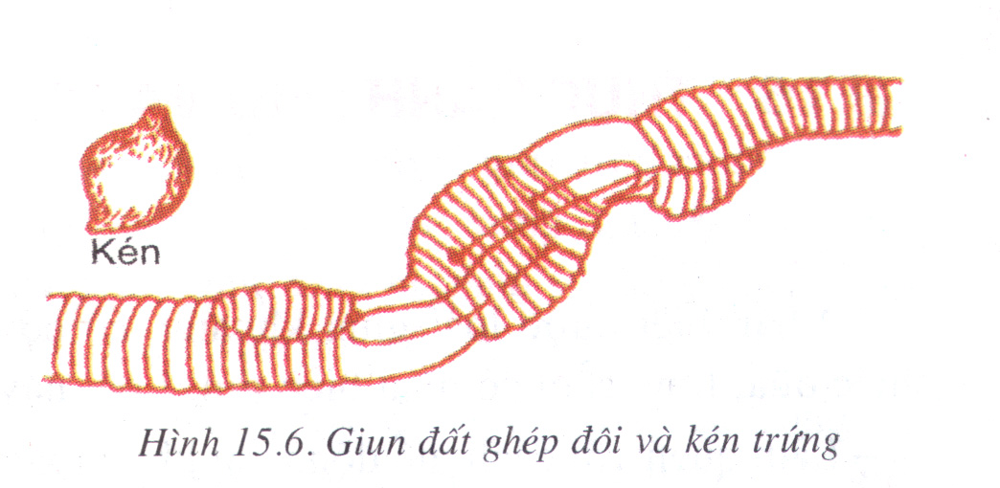 Kén
Hình 15.6. Giun đất ghép đôi và kén trứng